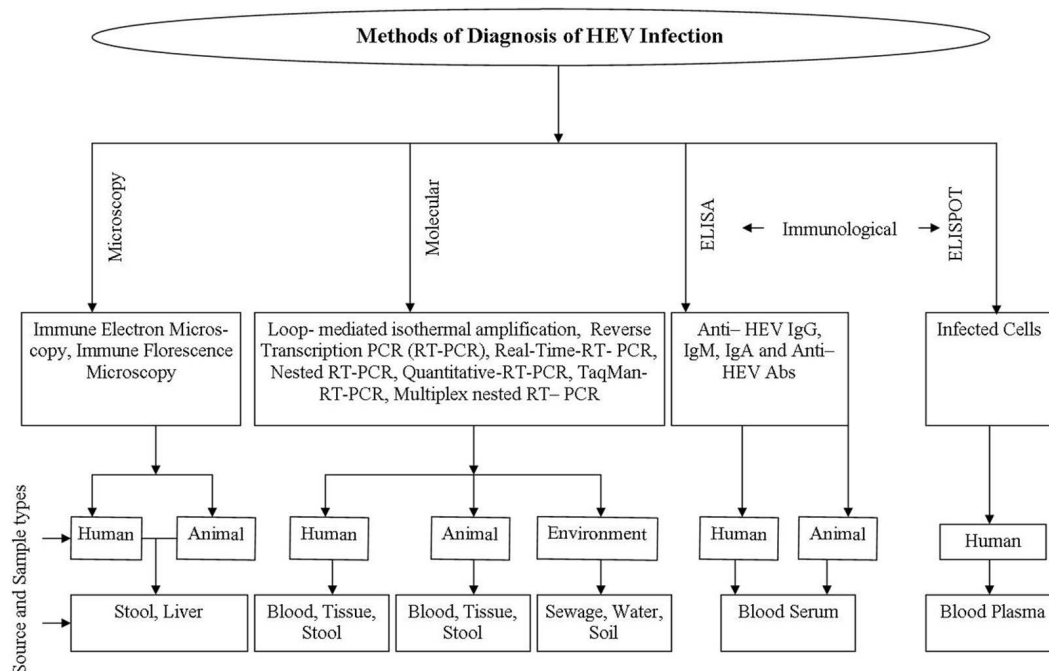 Methods of Diagnosis of HEV Infection
Microscopy
Molecular
ELISA
Immunological
ELISPOT
Immune Electron Micros-
copy, Immune Florescence
Microscopy
Loop- mediated isothermal amplification, Reverse
Transcription PCR (RT-PCR), Real-Time-RT- PCR,
Nested RT-PCR, Quantitative-RT-PCR, TaqMan-
RT-PCR, Multiplex nested RT– PCR
Anti– HEV IgG,
IgM, IgA and Anti–
HEV Abs
Infected Cells
Source and Sample types
Human
Animal
Human
Animal
Environment
Human
Animal
Human
Stool, Liver
Blood, Tissue,
Stool
Blood, Tissue,
Stool
Sewage, Water,
Soil
Blood Serum
Blood Plasma